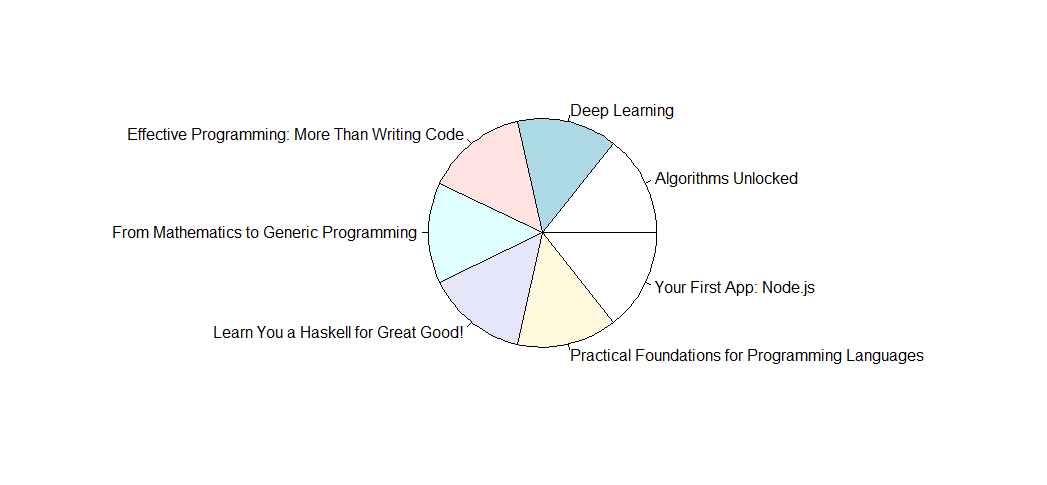 Deep Learning
Effective Programming: More Than Writing Code
Algorithms Unlocked
From Mathematics to Generic Programming
Your First App: Node.js
Learn You a Haskell for Great Good!
Practical Foundations for Programming Languages